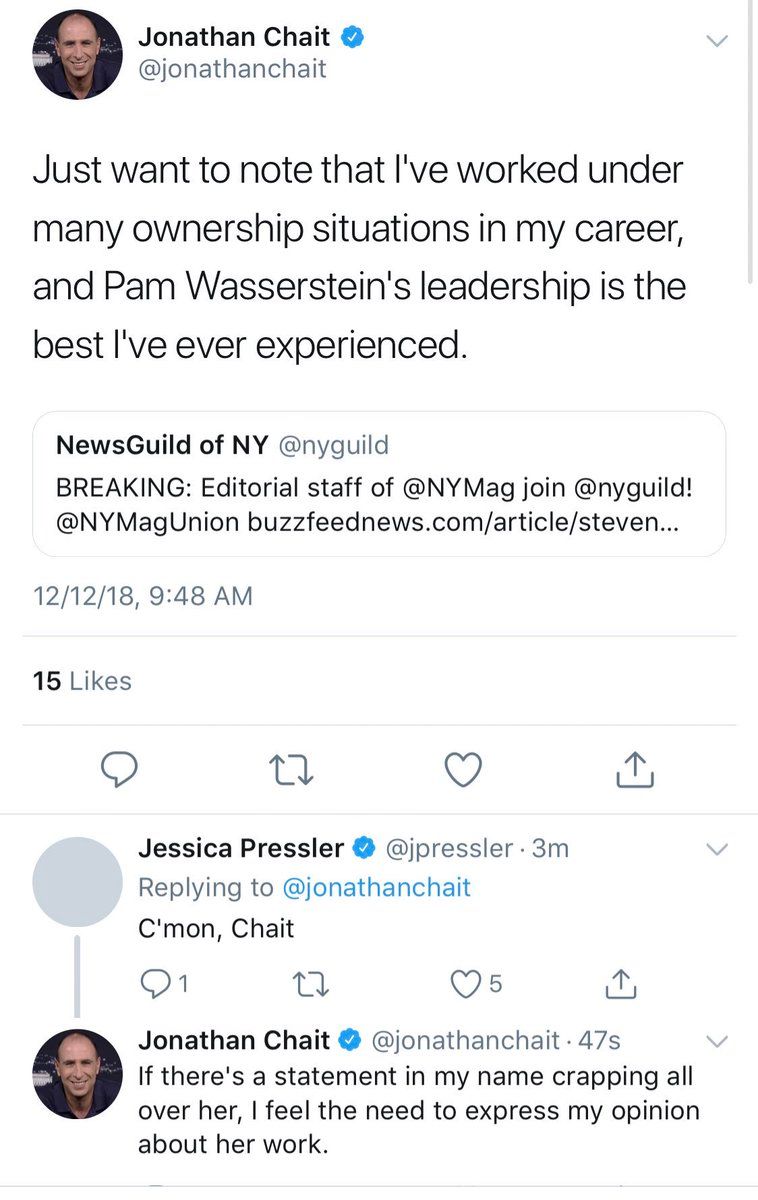 Jonathan Chait
@jonathanchait
Just want to note that I've worked under
many ownership situations in my career,
and Pam Wasserstein's leadership is the
best I've ever experienced.
NewsGuild of NY @nyguild
BREAKING: Editorial staff of @NYMag join @nyguild!
@NYMagUnion buzzfeednews.com/article/steven...
12/12/18, 9:48 AM
15 Likes
Jessica Pressler @jpressler · 3m
Replying to @jonathanchait
C'mon, Chait
1 5
Jonathan Chait @jonathanchait · 47s
If there's a statement in my name crapping all
over her, I feel the need to express my opinion
about her work.